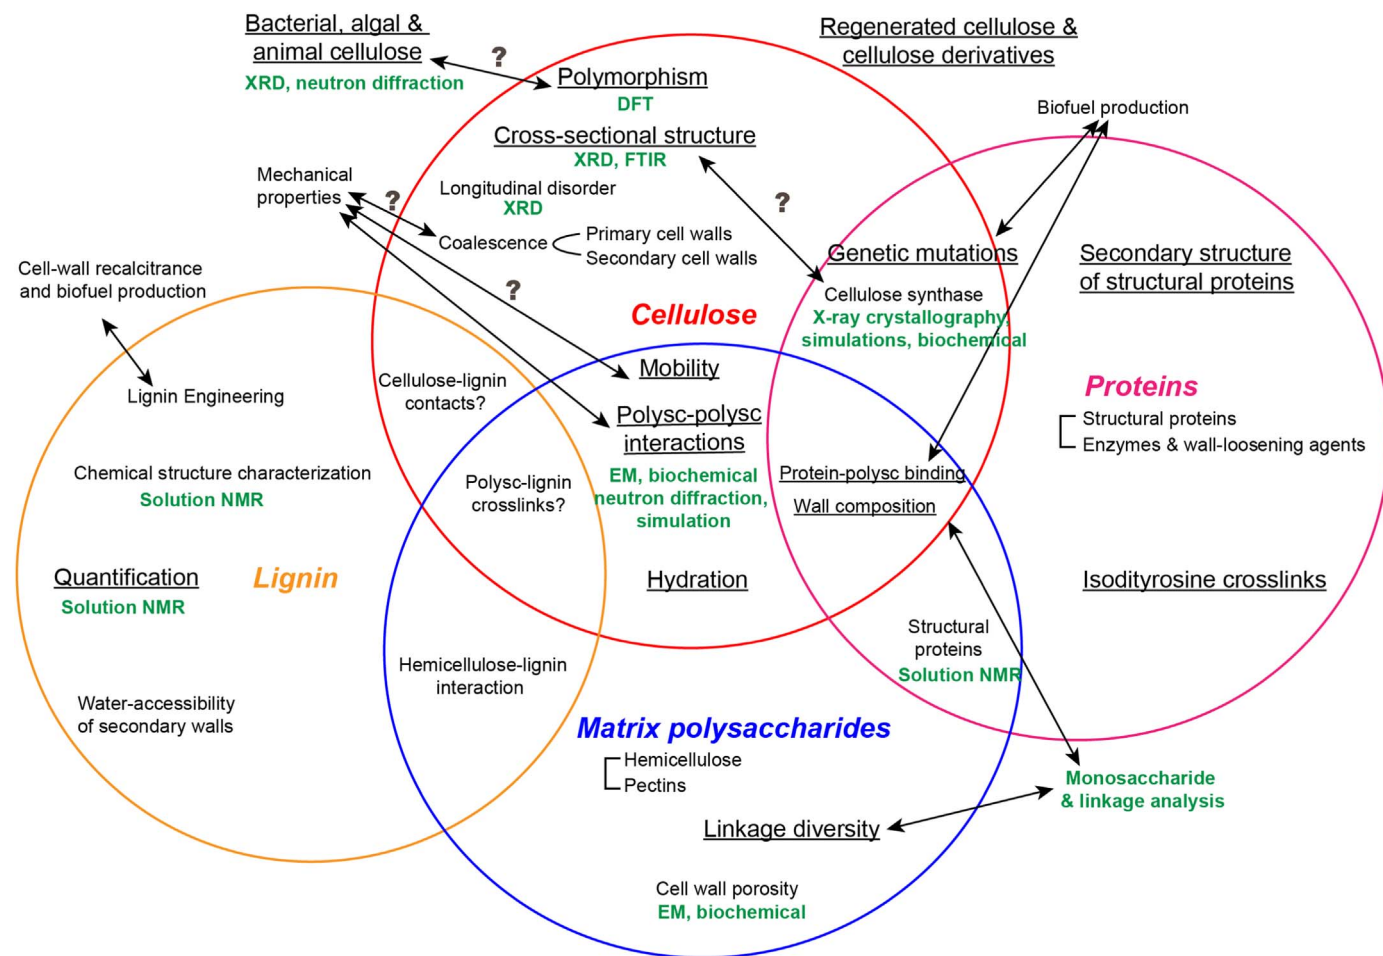 Bacterial, algal &
animal cellulose
XRD, neutron diffraction
?
Regenerated cellulose &
cellulose derivatives
Polymorphism
DFT
Biofuel production
Cross-sectional structure
XRD, FTIR
Mechanical
properties
?
Longitudinal disorder
XRD
?
Coalescence
Primary cell walls
Secondary cell walls
Genetic mutations
Secondary structure
of structural proteins
Cell-wall recalcitrance
and biofuel production
?
Cellulose
Cellulose synthase
X-ray crystallography,
simulations, biochemical
Lignin Engineering
Cellulose-lignin
contacts?
Mobility
Proteins
Structural proteins
Enzymes & wall-loosening agents
Polysc-polysc
interactions
EM, biochemical
neutron diffraction,
simulation
Chemical structure characterization
Solution NMR
Polysc-lignin
crosslinks?
Protein-polysc binding
Wall composition
Quantification
Solution NMR
Lignin
Hydration
Isodityrosine crosslinks
Structural
proteins
Solution NMR
Hemicellulose-lignin
interaction
Water-accessibility
of secondary walls
Matrix polysaccharides
Hemicellulose
Pectins
Monosaccharide
& linkage analysis
Linkage diversity
Cell wall porosity
EM, biochemical